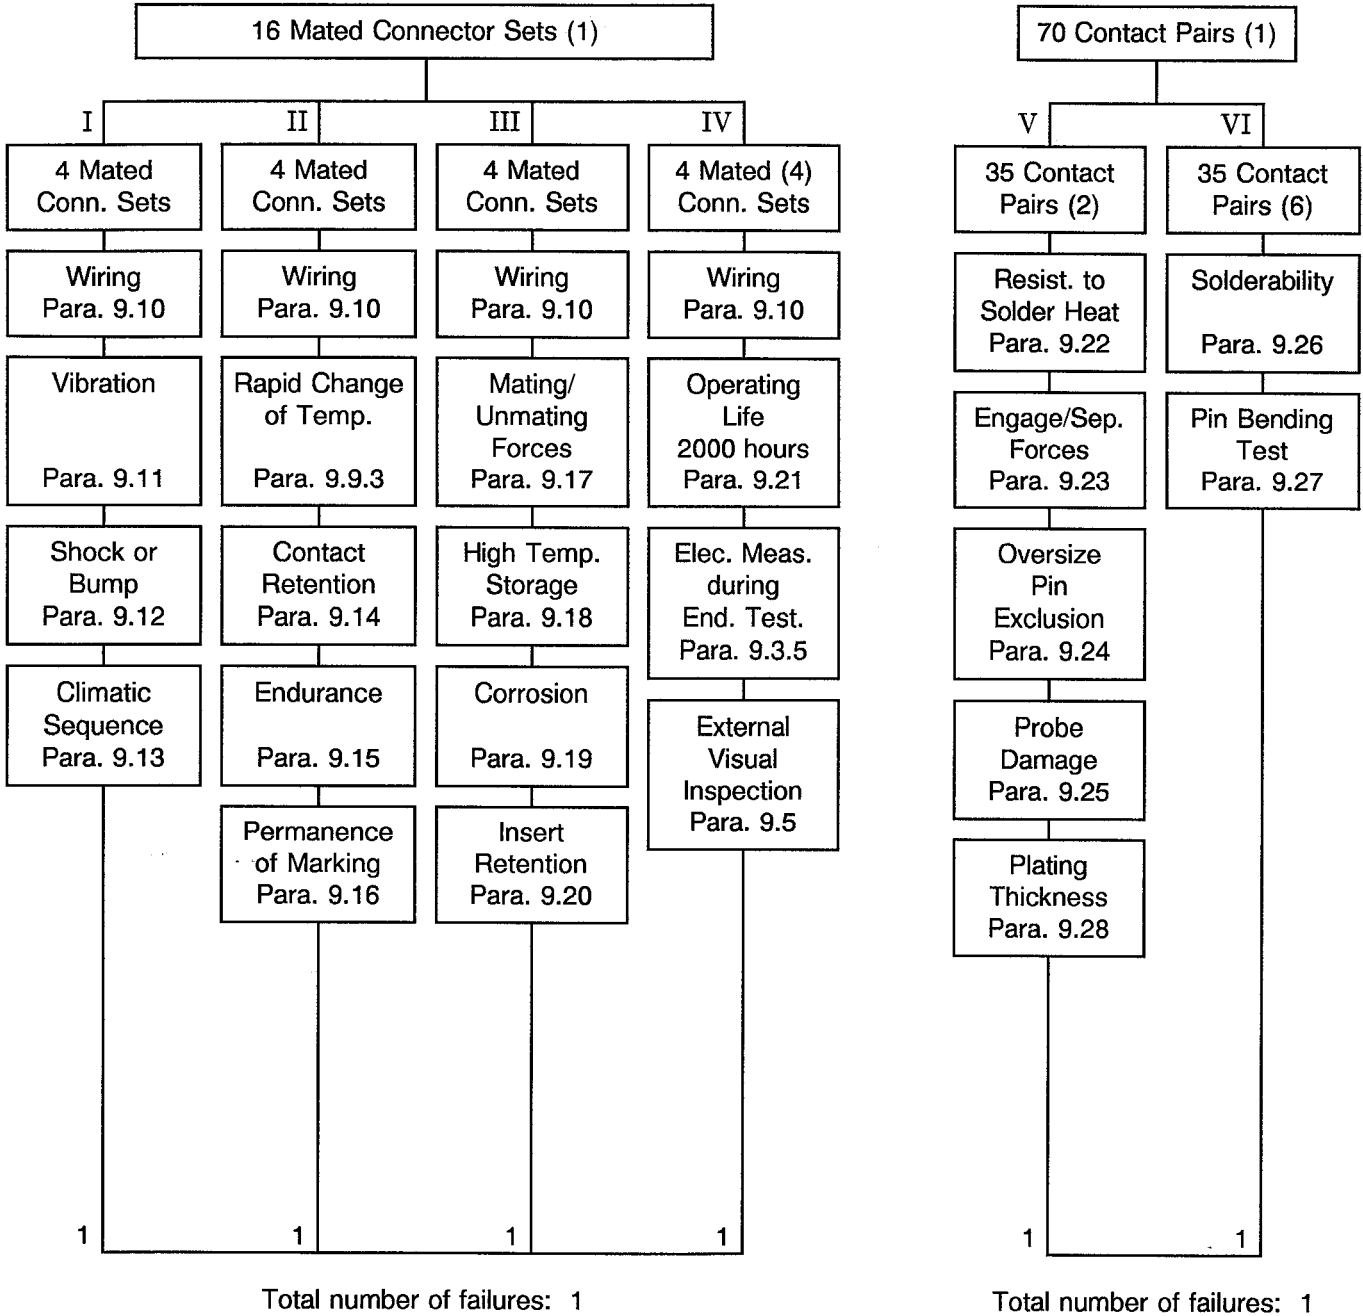 16 Mated Connector Sets (1)
I
4 Mated
Conn. Sets
Wiring
Para. 9.10
Vibration
Para. 9.11
Shock or
Bump
Para. 9.12
Climatic
Sequence
Para. 9.13
1
II
4 Mated
Conn. Sets
Wiring
Para. 9.10
Rapid Change
of Temp.
Para. 9.9.3
Contact
Retention
Para. 9.14
Endurance
Para. 9.15
Permanence
of Marking
Para. 9.16
1
III
4 Mated
Conn. Sets
Wiring
Para. 9.10
Mating/
Unmating
Forces
Para. 9.17
High Temp.
Storage
Para. 9.18
Corrosion
Para. 9.19
Insert
Retention
Para. 9.20
1
IV
4 Mated (4)
Conn. Sets
Wiring
Para. 9.10
Operating
Life
2000 hours
Para. 9.21
Elec. Meas.
during
End. Test.
Para. 9.3.5
External
Visual
Inspection
Para. 9.5
1
Total number of failures: 1
70 Contact Pairs (1)
V
35 Contact
Pairs (2)
Resist. to
Solder Heat
Para. 9.22
Engage/Sep.
Forces
Para. 9.23
Oversize
Pin
Exclusion
Para. 9.24
Probe
Damage
Para. 9.25
Plating
Thickness
Para. 9.28
1
VI
35 Contact
Pairs (6)
Solderability
Para. 9.26
Pin Bending
Test
Para. 9.27
1
Total number of failures: 1